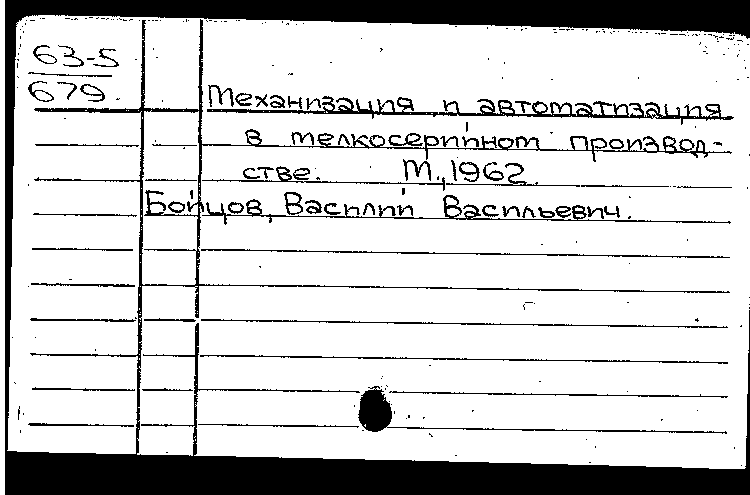 63-5
679
Механизация и автоматизация
в мелкосерийном производ-
стве. М., 1962.
Бойцов, Василий Васильевич.